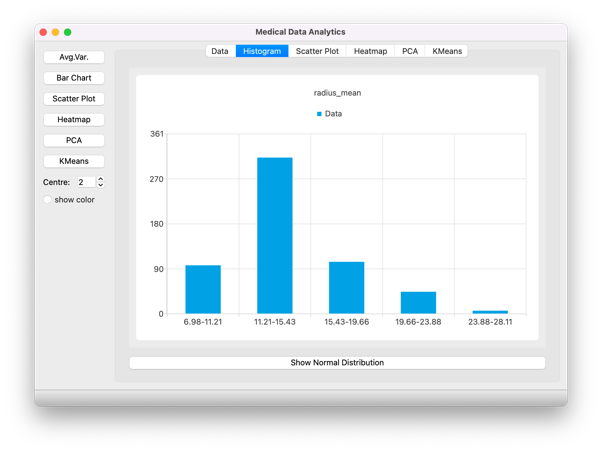 Medical Data Analytics
Data Histogram Scatter Plot Heatmap PCA KMeans
Avg.Var.
Bar Chart
Scatter Plot
Heatmap
PCA
KMeans
Centre: 2
show color
radius_mean
Data
361
270
180
90
0
6.98-11.21 11.21-15.43 15.43-19.66 19.66-23.88 23.88-28.11
Show Normal Distribution